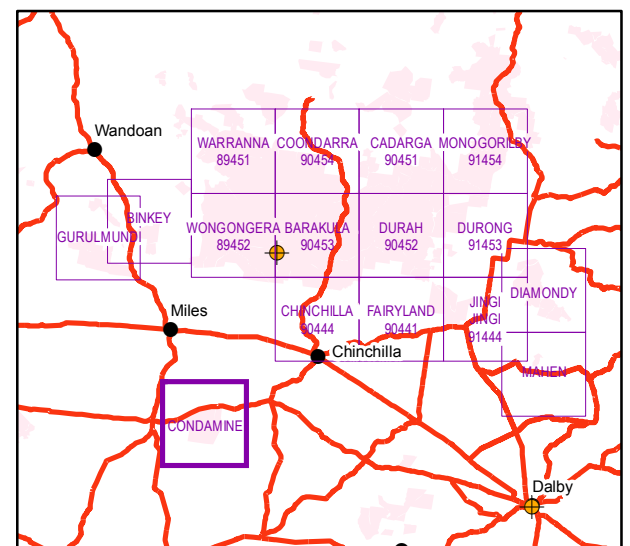 Wandoan
WARRANNA
89451
COONDARRA
90454
CADARGA
90451
MONOGORILBY
91454
GURULMUNDI
BINKEY
WONGONGERA
89452
BARAKULA
90453
DURAH
90452
DURONG
91453
DIAMONDY
Miles
CHINCHILLA
90444
FAIRYLAND
90441
JINGI
JINGI
91444
Chinchilla
MAHEN
CONDAMINE
Dalby